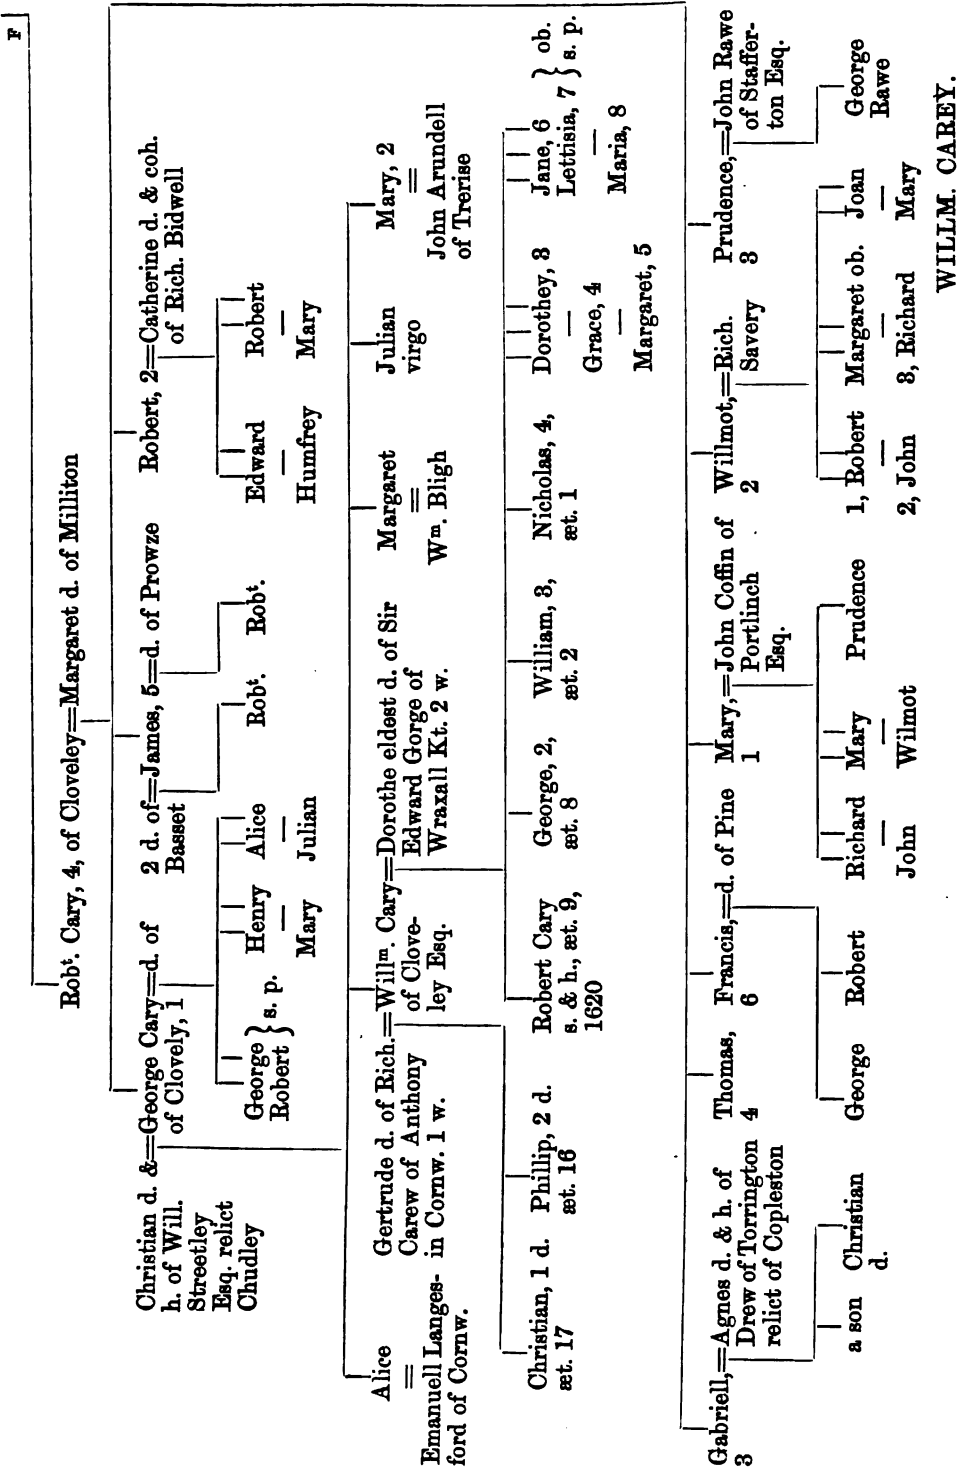 F
Robᵗ. Cary, 4, of Cloveley=Margaret d. of Milliton
Christian d. &=George Cary=d. of
h. of Will.
Streetley
Esq. relict
Chudley
of Clovely, 1
2 d. of=James, 5=d. of Prowze
Basset
Robert, 2=Catherine d. & coh.
of Rich. Bidwell
George
Robert } s. p.
Henry
—
Mary
Alice
—
Julian
Robᵗ.
Robᵗ.
Edward
—
Humfrey
Robert
—
Mary
Alice
=
Emanuell Langes-
ford of Cornw.
Gertrude d. of Rich.=Willᵐ. Cary=Dorothe eldest d. of Sir
Carew of Anthony
in Cornw. 1 w.
of Clove-
ley Esq.
Edward Gorge of
Wraxall Kt. 2 w.
Margaret
=
Wᵐ. Bligh
Julian
virgo
Mary, 2
=
John Arundell
of Trerise
Christian, 1 d.
æt. 17
Phillip, 2 d.
æt. 16
Robert Cary
s. & h., æt. 9,
1620
George, 2,
æt. 8
William, 3,
æt. 2
Nicholas, 4,
æt. 1
Dorothey, 3
—
Grace, 4
—
Margaret, 5
Jane, 6 } ob.
Lettisia, 7 } s. p.
—
Maria, 8
Gabriell,=Agnes d. & h. of
3
Drew of Torrington
relict of Copleston
Thomas,
4
Francis,=d. of Pine
6
Mary,=John Coffin of
1
Portlinch
Esq.
Willmot,=Rich.
2
Savery
Prudence,=John Rawe
3
of Staffer-
ton Esq.
a son
Christian
d.
George
Robert
Richard
—
John
Mary
—
Wilmot
Prudence
1, Robert
—
2, John
Margaret ob.
—
3, Richard
Joan
—
Mary
George
Rawe
WILLM. CAREY.